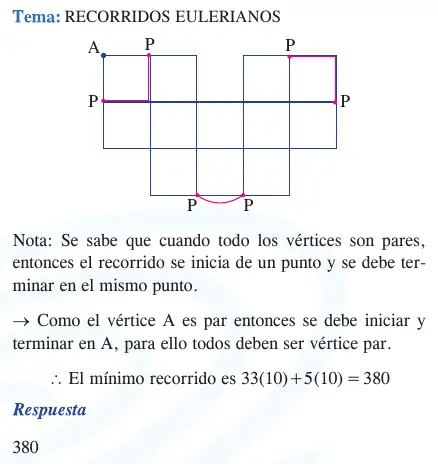 Tema: RECORRIDOS EULERIANOS
A P P
P P
P P
Nota: Se sabe que cuando todo los vértices son pares,
entonces el recorrido se inicia de un punto y se debe ter-
minar en el mismo punto.
→ Como el vértice A es par entonces se debe iniciar y
terminar en A, para ello todos deben ser vértice par.
∴ El mínimo recorrido es 33(10)+5(10) = 380
Respuesta
380